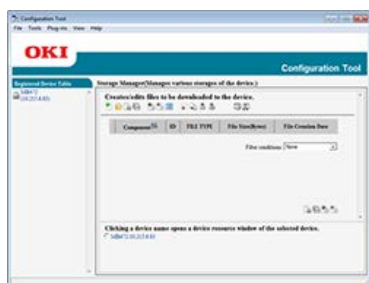 Configuration Tool
File Tools Plug-ins View Help
OKI
Configuration Tool
Registered Device Table
Storage Manager(Manages various storages of the device.)
Creates/edits files to be downloaded to the device.
Component ID FILE TYPE File Size(Bytes) File Creation Date
Filter conditions: None
Clicking a device name opens a device resource window of the selected device.